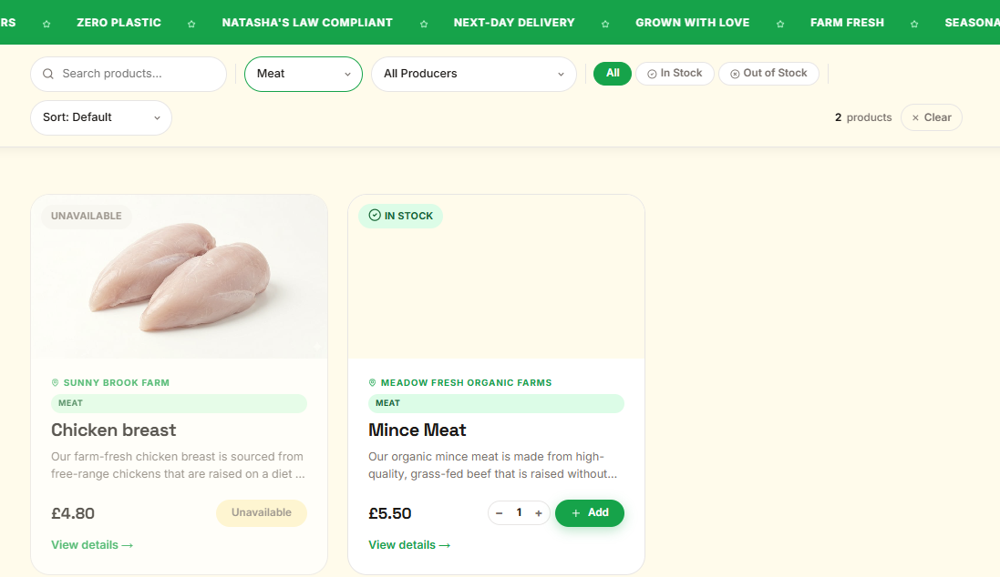 RS ZERO PLASTIC NATASHA'S LAW COMPLIANT NEXT-DAY DELIVERY GROWN WITH LOVE FARM FRESH SEASONA
Search products... Meat All Producers All In Stock Out of Stock
Sort: Default 2 products Clear
UNAVAILABLE
IN STOCK
SUNNY BROOK FARM
MEAT
Chicken breast
Our farm-fresh chicken breast is sourced from
free-range chickens that are raised on a diet ...
£4.80 Unavailable
View details →
MEADOW FRESH ORGANIC FARMS
MEAT
Mince Meat
Our organic mince meat is made from high-
quality, grass-fed beef that is raised without...
£5.50 − 1 + + Add
View details →